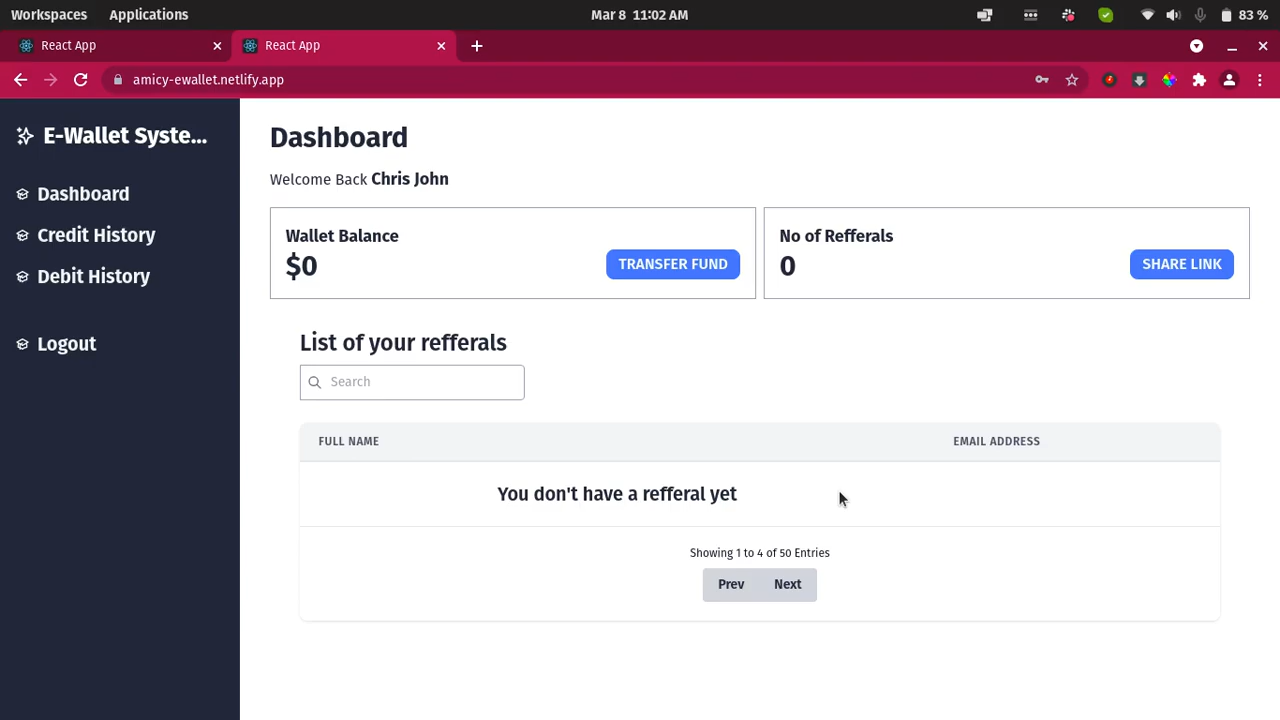 Workspaces Applications Mar 8 11:02 AM 83 %
React App React App
amicy-ewallet.netlify.app
E-Wallet Syste...
Dashboard
Credit History
Debit History
Logout
Dashboard
Welcome Back Chris John
Wallet Balance
$0
TRANSFER FUND
No of Refferals
0
SHARE LINK
List of your refferals
Search
FULL NAME EMAIL ADDRESS
You don't have a refferal yet
Showing 1 to 4 of 50 Entries
Prev Next